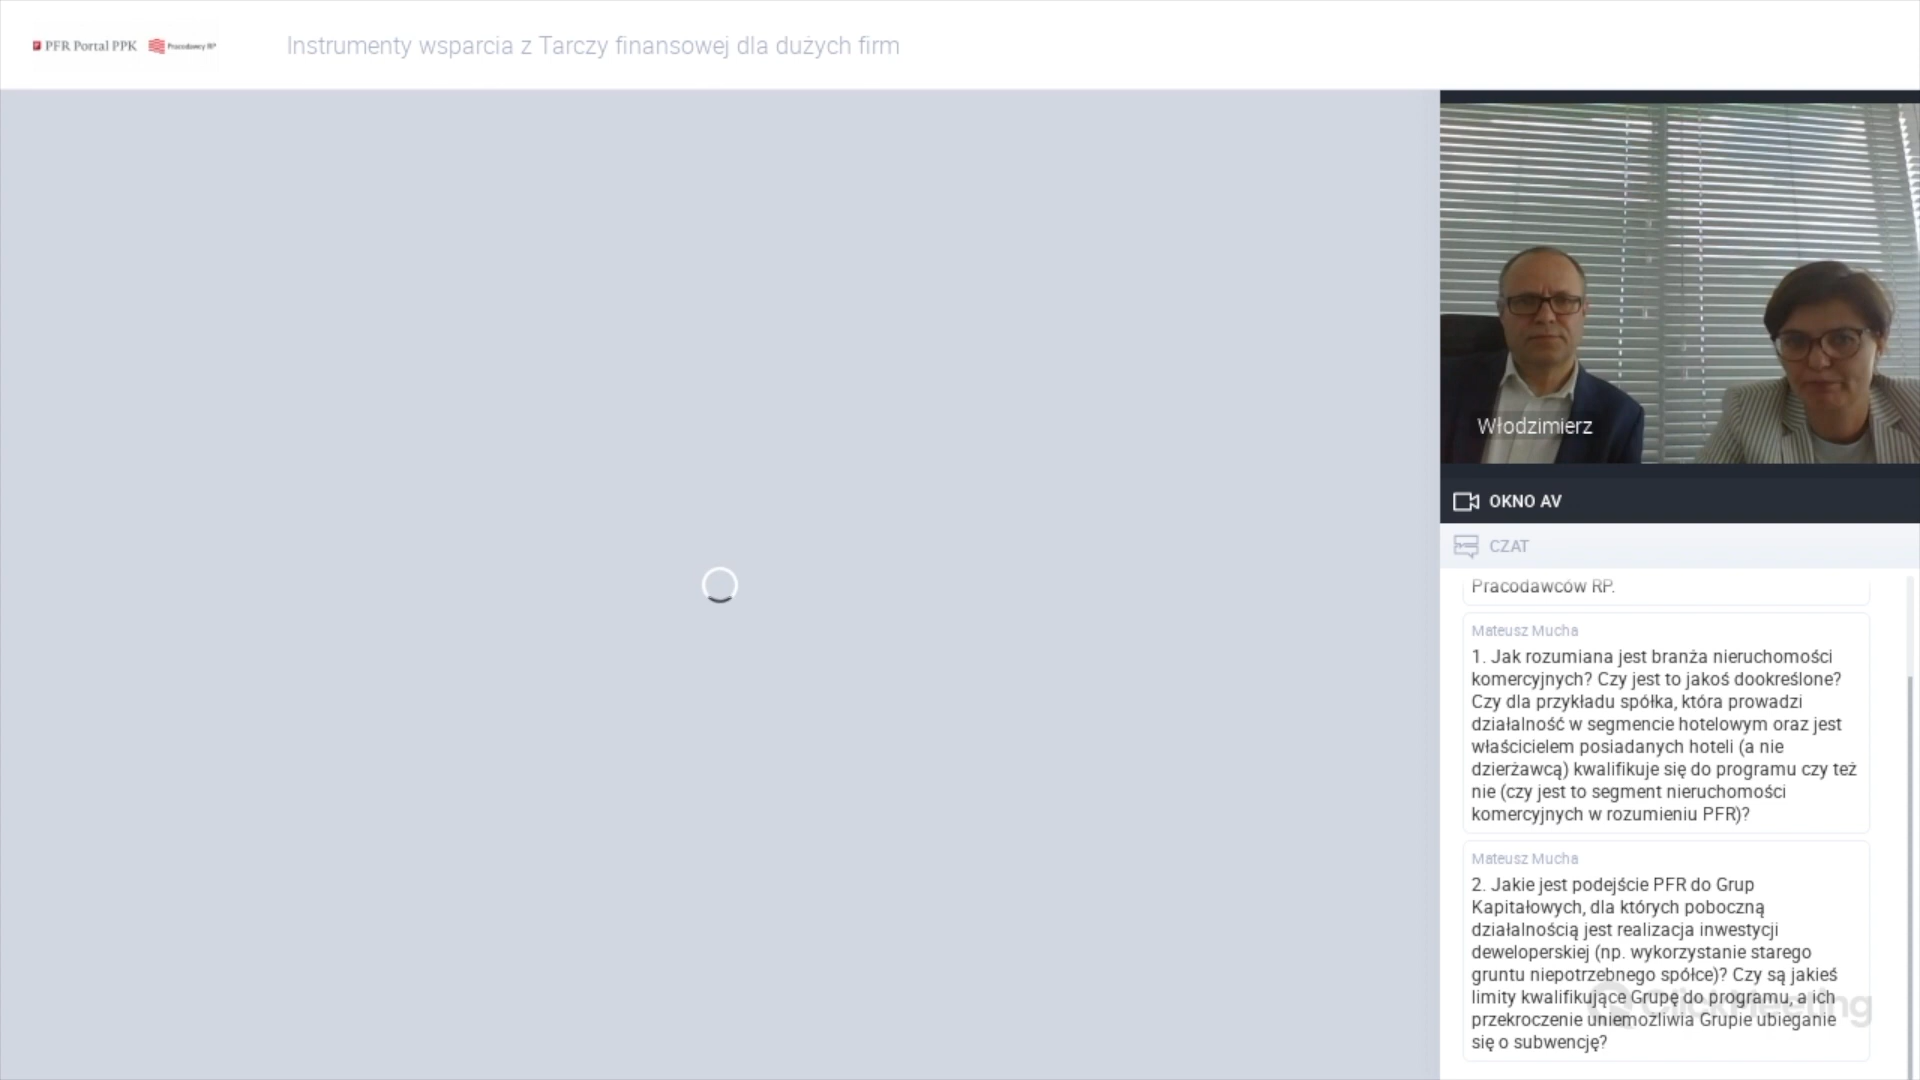 PFR Portal PPK Pracodawcy RP
Instrumenty wsparcia z Tarczy finansowej dla dużych firm
Włodzimierz
OKNO AV
CZAT
Pracodawców RP.
Mateusz Mucha
1. Jak rozumiana jest branża nieruchomości
komercyjnych? Czy jest to jakoś dookreślone?
Czy dla przykładu spółka, która prowadzi
działalność w segmencie hotelowym oraz jest
właścicielem posiadanych hoteli (a nie
dzierżawcą) kwalifikuje się do programu czy też
nie (czy jest to segment nieruchomości
komercyjnych w rozumieniu PFR)?
Mateusz Mucha
2. Jakie jest podejście PFR do Grup
Kapitałowych, dla których poboczną
działalnością jest realizacja inwestycji
deweloperskiej (np. wykorzystanie starego
gruntu niepotrzebnego spółce)? Czy są jakieś
limity kwalifikujące Grupę do programu, a ich
przekroczenie uniemożliwia Grupie ubieganie
się o subwencję?
ClickMeeting